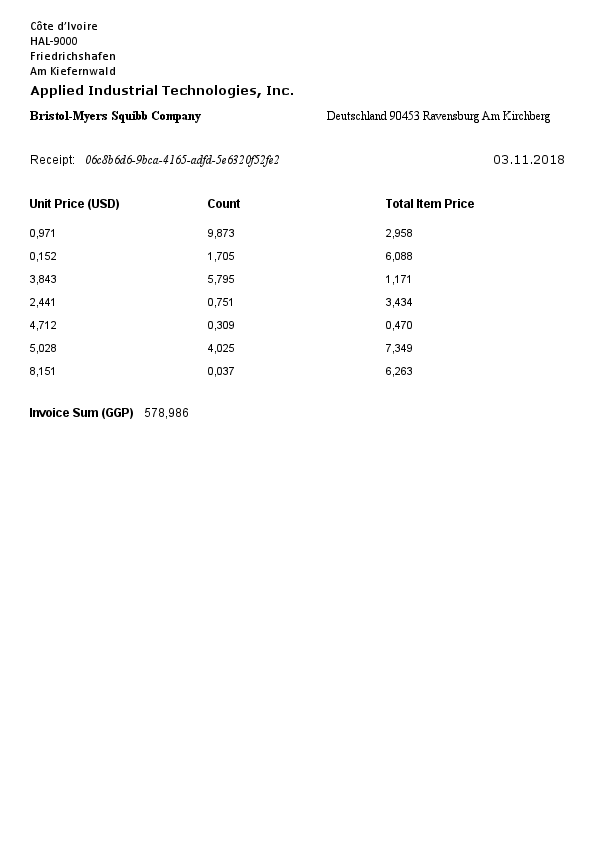 Côte d'Ivoire
HAL-9000
Friedrichshafen
Am Kiefernwald
Applied Industrial Technologies, Inc.
Bristol-Myers Squibb Company Deutschland 90453 Ravensburg Am Kirchberg
Receipt: 06c8b6d6-9bca-4165-adfd-5e6320f52fe2 03.11.2018
Unit Price (USD) Count Total Item Price
0,971 9,873 2,958
0,152 1,705 6,088
3,843 5,795 1,171
2,441 0,751 3,434
4,712 0,309 0,470
5,028 4,025 7,349
8,151 0,037 6,263
Invoice Sum (GGP) 578,986